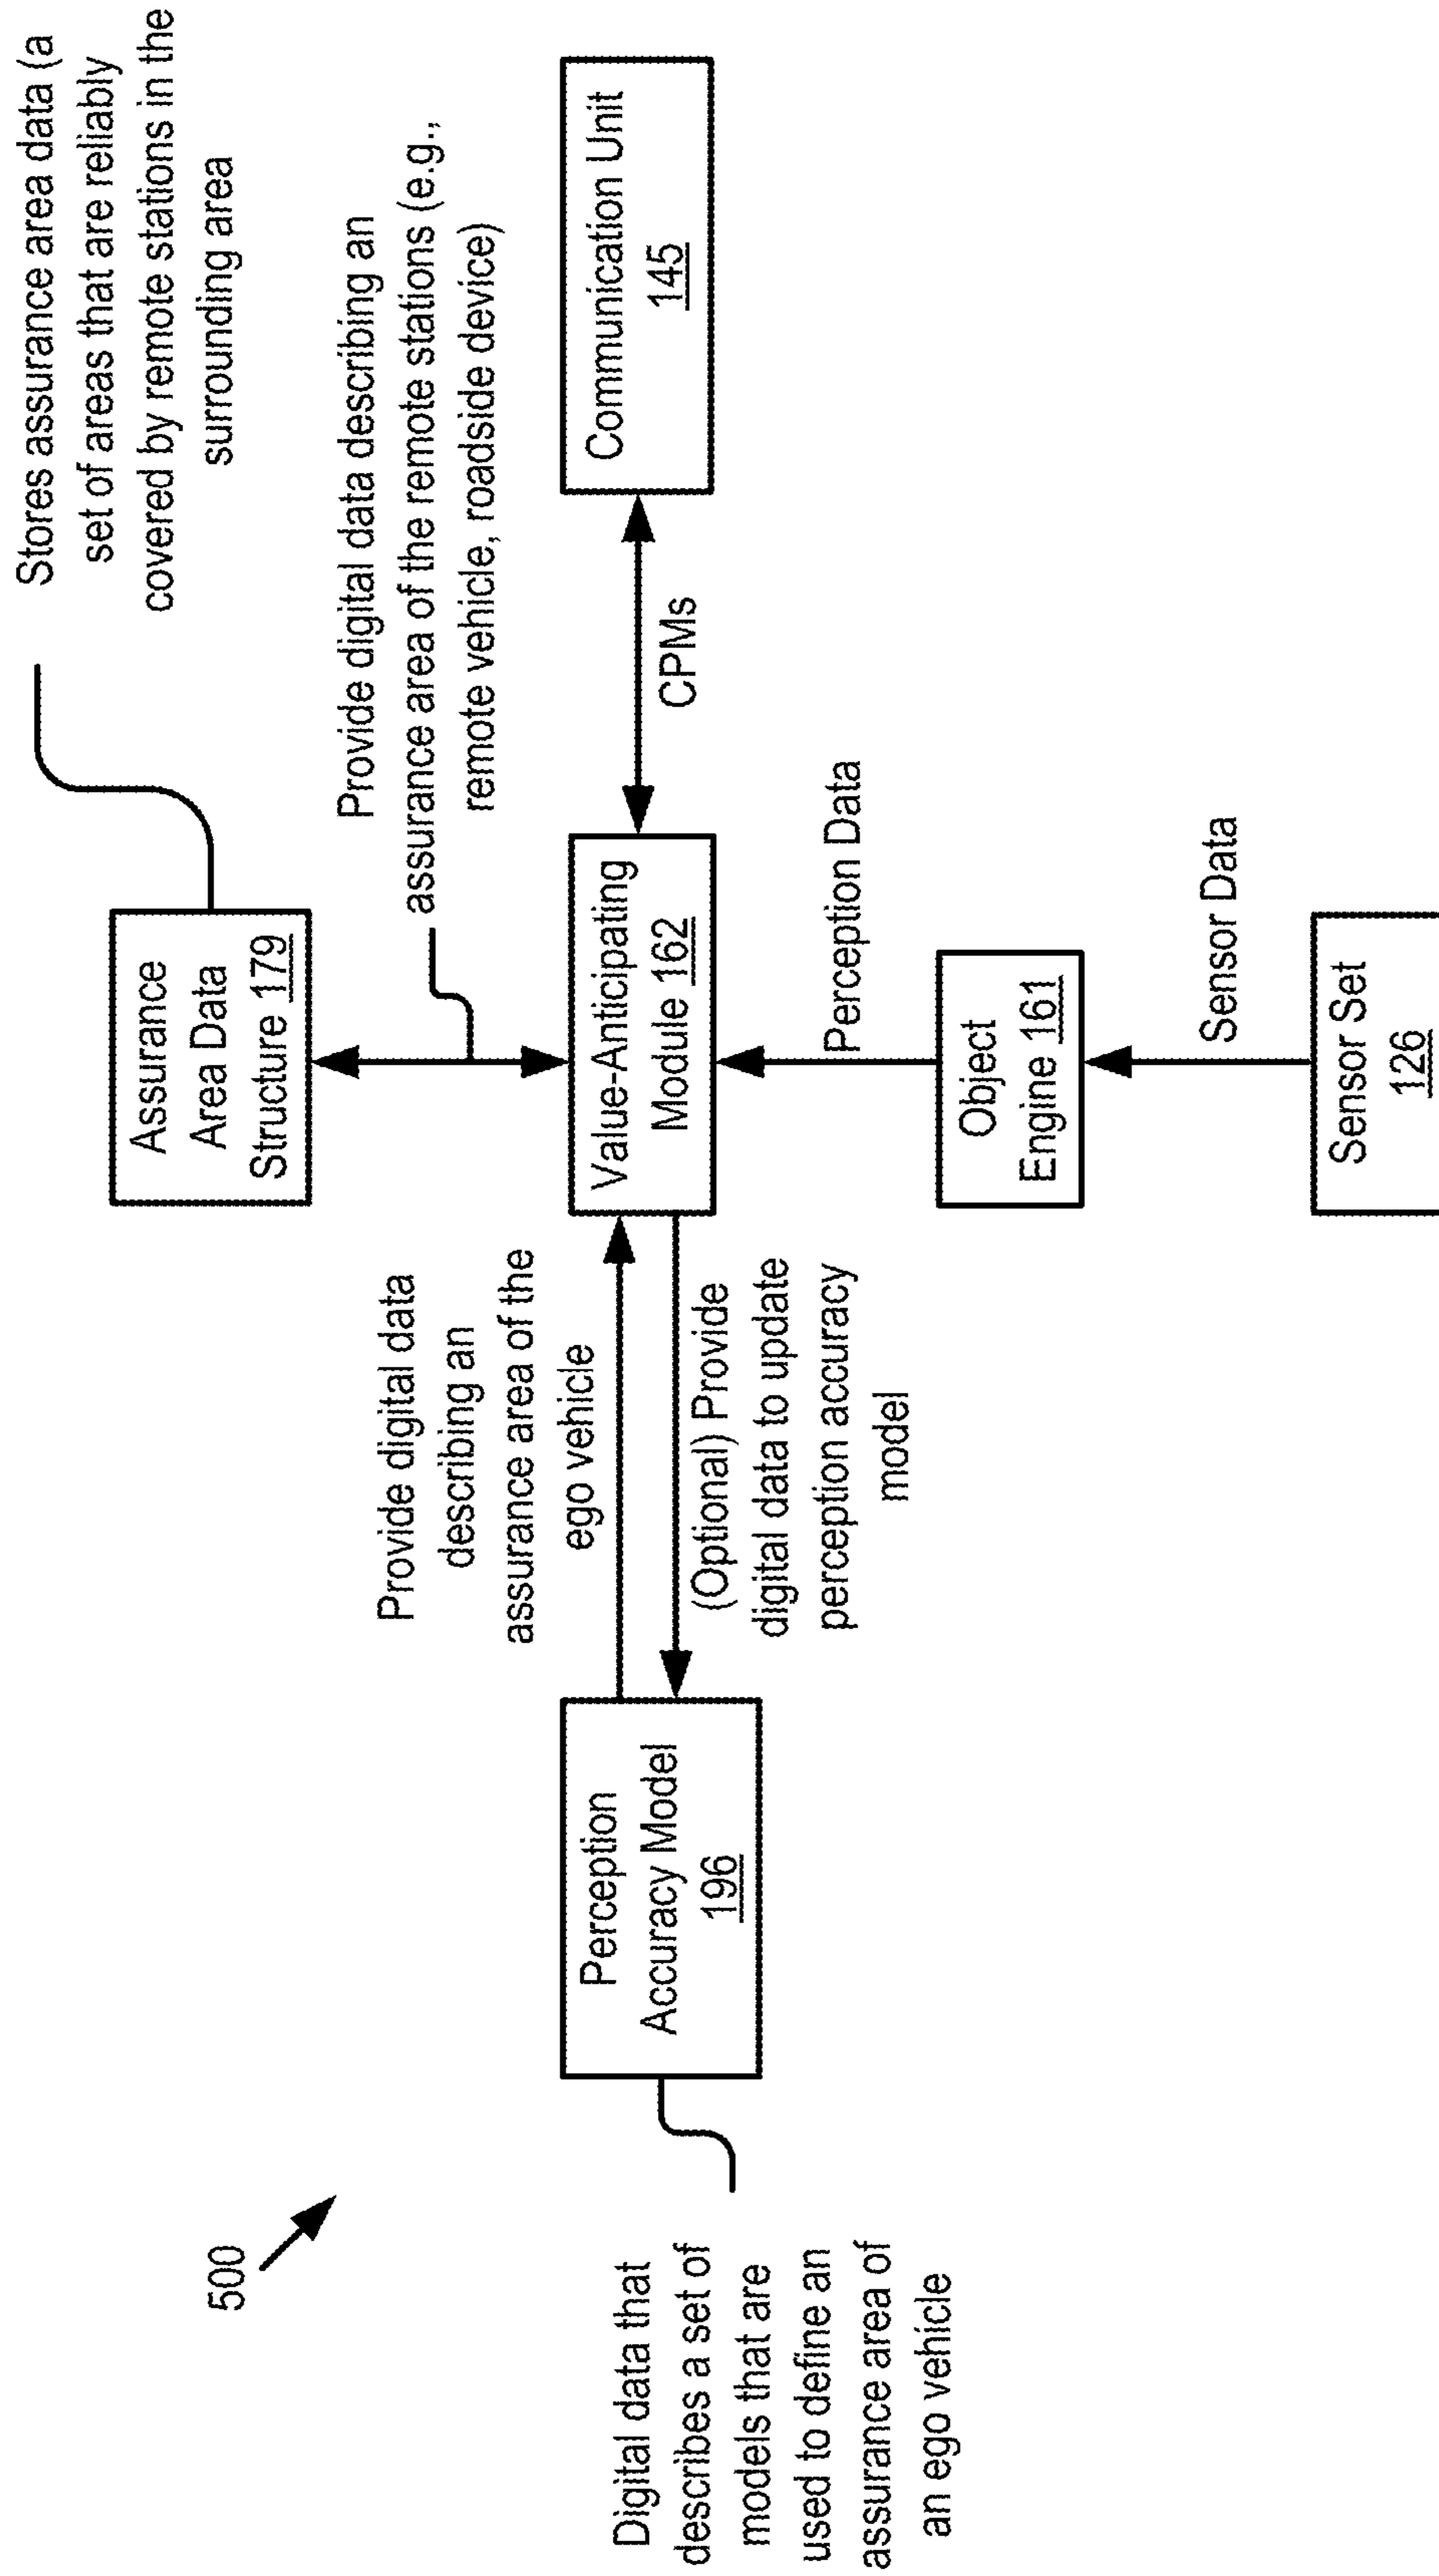 500
Stores assurance area data (a
set of areas that are reliably
covered by remote stations in the
surrounding area
Assurance
Area Data
Structure 179
Provide digital data describing an
assurance area of the remote stations (e.g.,
remote vehicle, roadside device)
Provide digital data
describing an
assurance area of the
ego vehicle
Perception
Accuracy Model
196
Value-Anticipating
Module 162
CPMs
Communication Unit
145
(Optional) Provide
digital data to update
perception accuracy
model
Digital data that
describes a set of
models that are
used to define an
assurance area of
an ego vehicle
Perception Data
Object
Engine 161
Sensor Data
Sensor Set
126